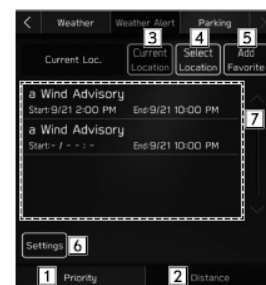 Weather Weather Alert Parking
3 4 5
Current Loc. Current Location Select Location Add Favorite
a Wind Advisory
Start:9/21 2:00 PM End:9/21 10:00 PM
7
a Wind Advisory
Start:- / - - : - End:9/21 10:00 PM
Settings 6
1 Priority 2 Distance